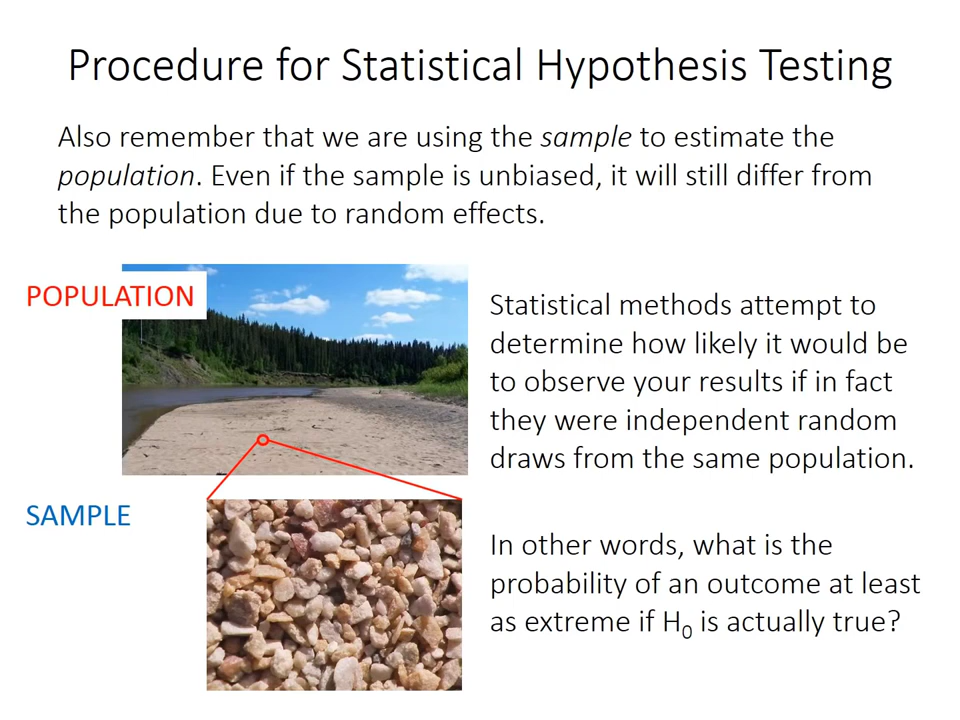 Procedure for Statistical Hypothesis Testing
Also remember that we are using the sample to estimate the
population. Even if the sample is unbiased, it will still differ from
the population due to random effects.
POPULATION
Statistical methods attempt to
determine how likely it would be
to observe your results if in fact
they were independent random
draws from the same population.
SAMPLE
In other words, what is the
probability of an outcome at least
as extreme if H₀ is actually true?